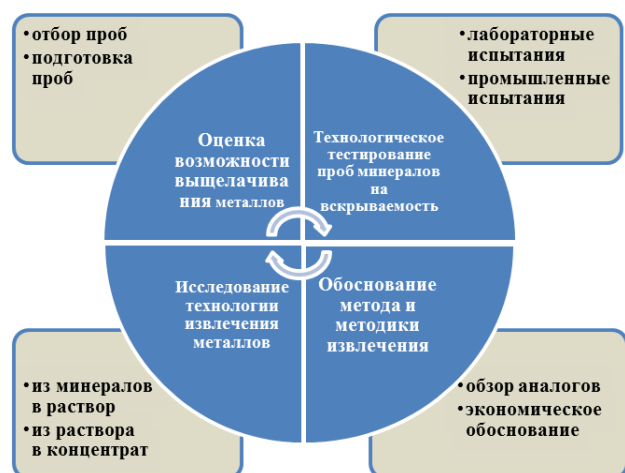 • отбор проб
• подготовка
проб
• лабораторные
испытания
• промышленные
испытания
Оценка
возможности
выщелачива
ния металлов
Технологическое
тестирование
проб минералов
на
вскрываемость
Исследование
технологии
извлечения
металлов
Обоснование
метода и
методики
извлечения
• из минералов
в раствор
• из раствора
в концентрат
• обзор аналогов
• экономическое
обоснование